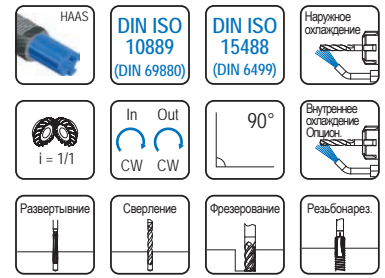 HAAS
DIN ISO
10889
(DIN 69880)
DIN ISO
15488
(DIN 6499)
Наружное
охлаждение
i = 1/1
In Out
CW CW
90°
Внутреннее
охлаждение
Опцион.
Развертывние
Сверление
Фрезерование
Резьбонарез.